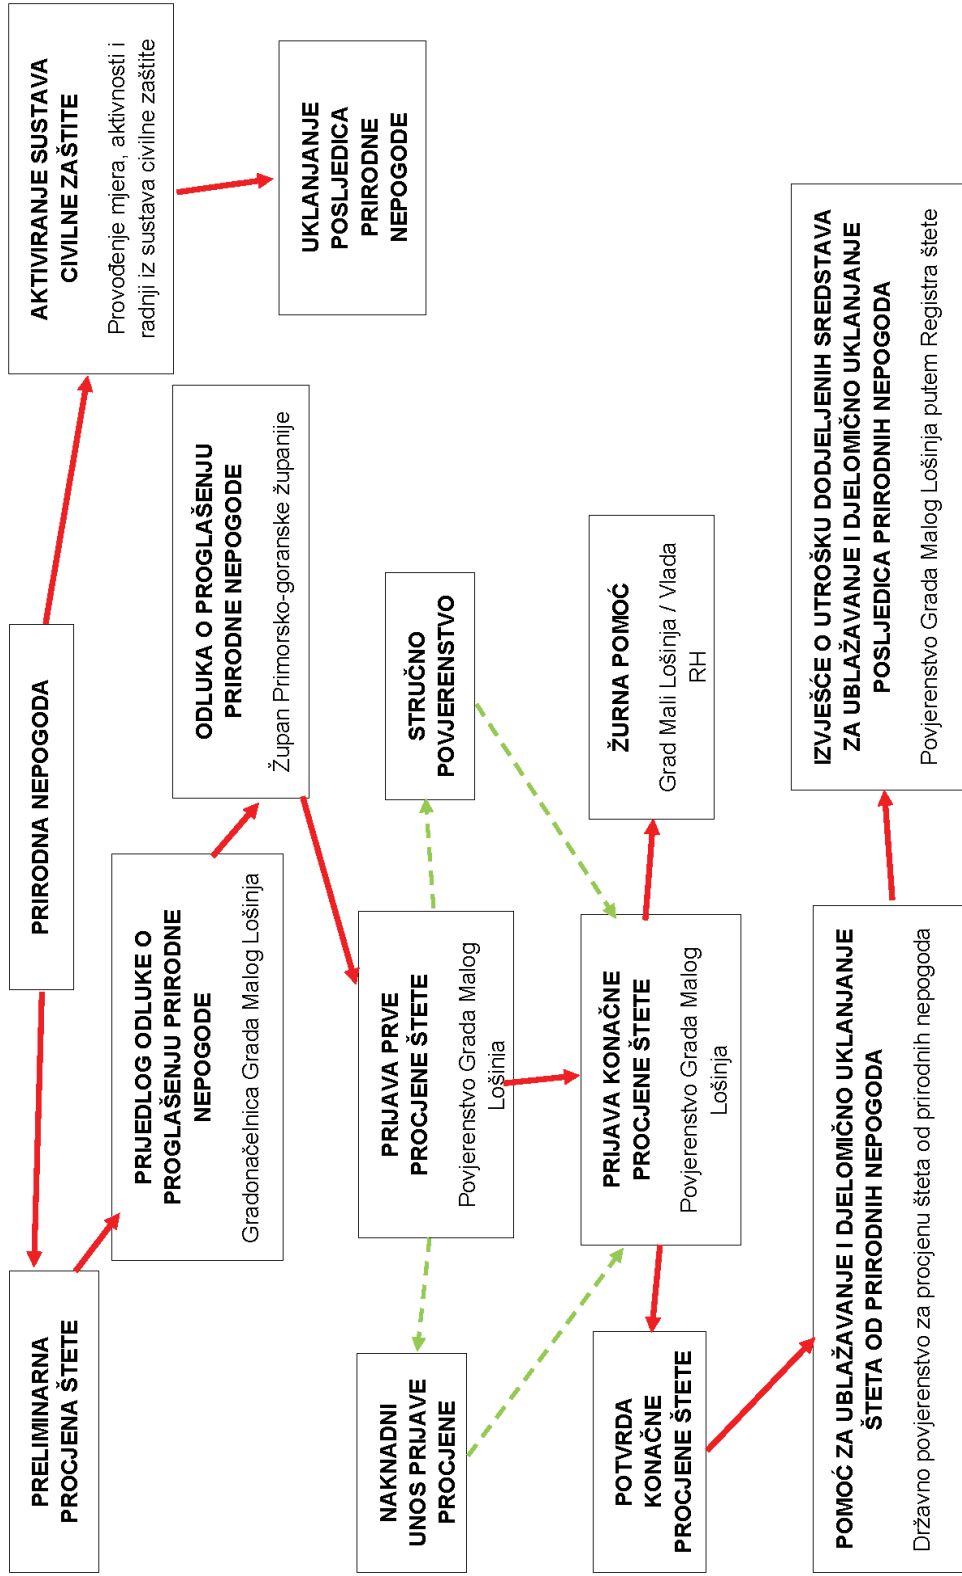 PRIRODNA NEPOGODA
PRELIMINARNA
PROCJENA ŠTETE
AKTIVIRANJE SUSTAVA
CIVILNE ZAŠTITE
Provođenje mjera, aktivnosti i
radnji iz sustava civilne zaštite
PRIJEDLOG ODLUKE O
PROGLAŠENJU PRIRODNE
NEPOGODE
Gradonačelnica Grada Malog Lošinja
ODLUKA O PROGLAŠENJU
PRIRODNE NEPOGODE
Župan Primorsko-goranske županije
UKLANJANJE
POSLJEDICA
PRIRODNE
NEPOGODE
NAKNADNI
UNOS PRIJAVE
PROCJENE
PRIJAVA PRVE
PROCJENE ŠTETE
Povjerenstvo Grada Malog
Lošinia
STRUČNO
POVJERENSTVO
POTVRDA
KONAČNE
PROCJENE ŠTETE
PRIJAVA KONAČNE
PROCJENE ŠTETE
Povjerenstvo Grada Malog
Lošinja
ŽURNA POMOĆ
Grad Mali Lošinja / Vlada
RH
POMOĆ ZA UBLAŽAVANJE I DJELOMIČNO UKLANJANJE
ŠTETA OD PRIRODNIH NEPOGODA
Državno povjerenstvo za procjenu šteta od prirodnih nepogoda
IZVJEŠĆE O UTROŠKU DODJELJENIH SREDSTAVA
ZA UBLAŽAVANJE I DJELOMIČNO UKLANJANJE
POSLJEDICA PRIRODNIH NEPOGODA
Povjerenstvo Grada Malog Lošinja putem Registra štete